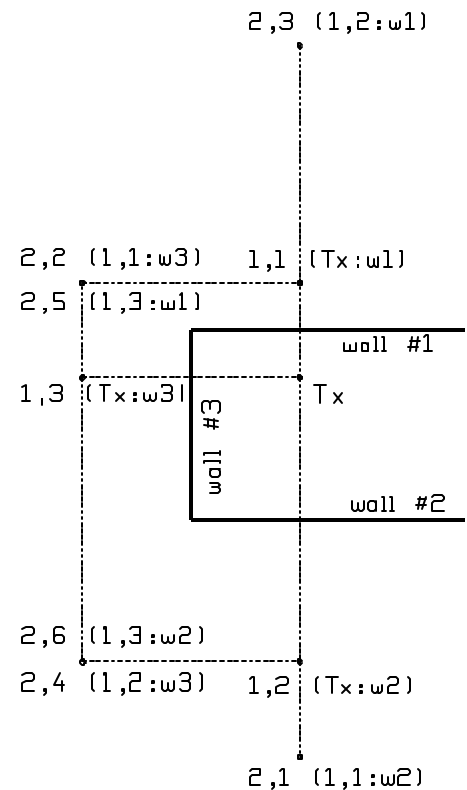 2,3 (1,2:w1)
2,2 (1,1:w3) 1,1 (Tx:w1)
2,5 (1,3:w1)
wall #1
1,3 (Tx:w3) Tx
wall #3
wall #2
2,6 (1,3:w2)
2,4 (1,2:w3) 1,2 (Tx:w2)
2,1 (1,1:w2)